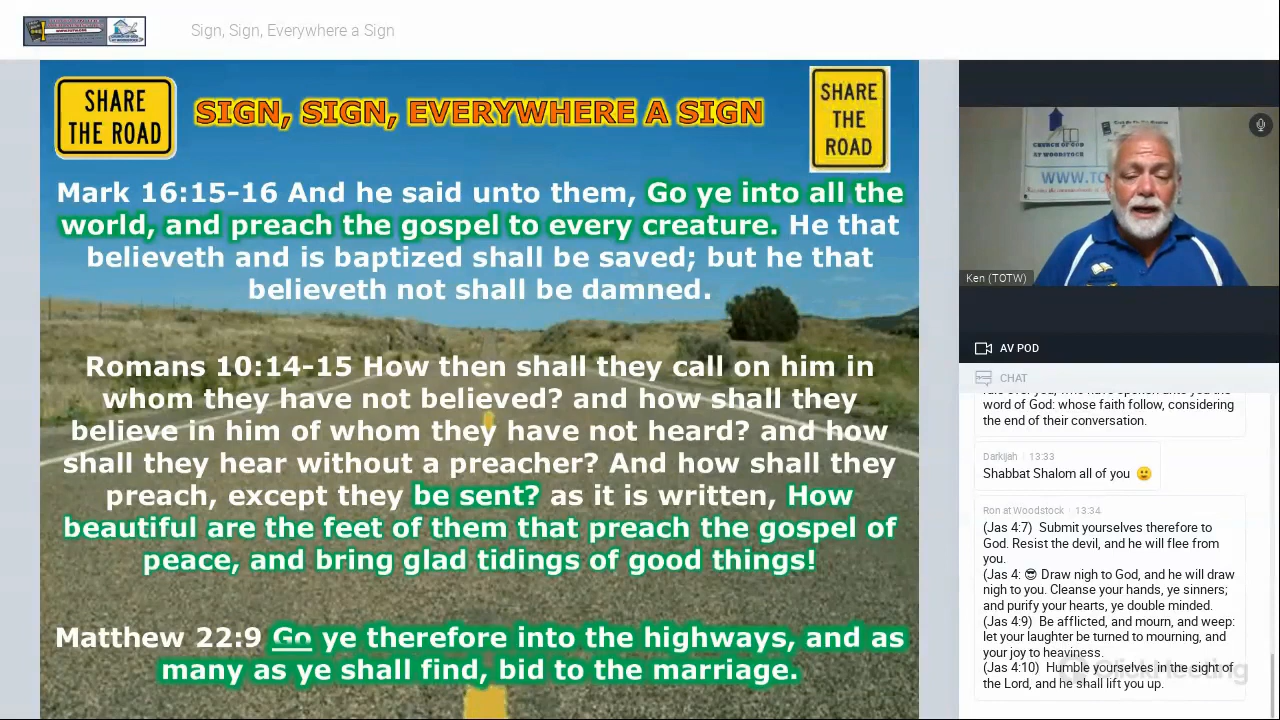 Sign, Sign, Everywhere a Sign
SHARE
THE ROAD
SIGN, SIGN, EVERYWHERE A SIGN
SHARE
THE
ROAD
Mark 16:15-16 And he said unto them, Go ye into all the
world, and preach the gospel to every creature. He that
believeth and is baptized shall be saved; but he that
believeth not shall be damned.
Romans 10:14-15 How then shall they call on him in
whom they have not believed? and how shall they
believe in him of whom they have not heard? and how
shall they hear without a preacher? And how shall they
preach, except they be sent? as it is written, How
beautiful are the feet of them that preach the gospel of
peace, and bring glad tidings of good things!
Matthew 22:9 Go ye therefore into the highways, and as
many as ye shall find, bid to the marriage.
CHURCH OF GOD
AT WOODSTOCK
WWW.TO
Ken (TOTW)
AV POD
CHAT
word of God: whose faith follow, considering
the end of their conversation.
Darkijah 13:33
Shabbat Shalom all of you
Ron at Woodstock 13:34
(Jas 4:7) Submit yourselves therefore to
God. Resist the devil, and he will flee from
you.
(Jas 4: 😎 Draw nigh to God, and he will draw
nigh to you. Cleanse your hands, ye sinners;
and purify your hearts, ye double minded.
(Jas 4:9) Be afflicted, and mourn, and weep:
let your laughter be turned to mourning, and
your joy to heaviness.
(Jas 4:10) Humble yourselves in the sight of
the Lord, and he shall lift you up.
ClickMeeting